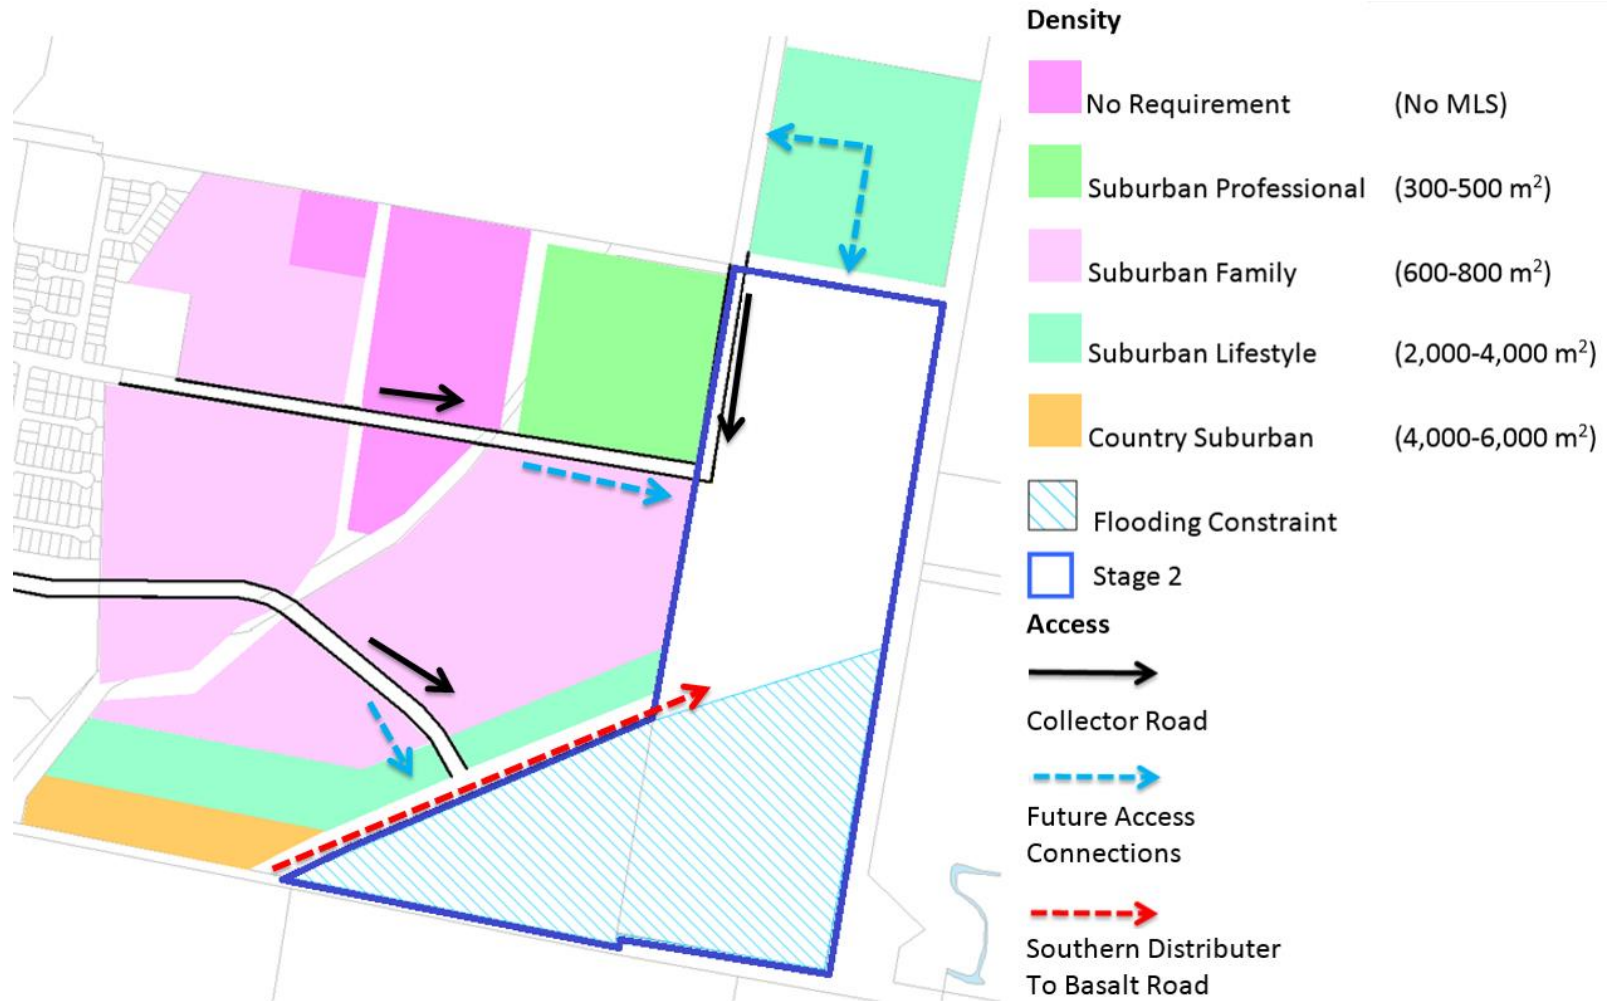 Density
No Requirement (No MLS)
Suburban Professional (300-500 m²)
Suburban Family (600-800 m²)
Suburban Lifestyle (2,000-4,000 m²)
Country Suburban (4,000-6,000 m²)
Flooding Constraint
Stage 2
Access
Collector Road
Future Access
Connections
Southern Distributer
To Basalt Road